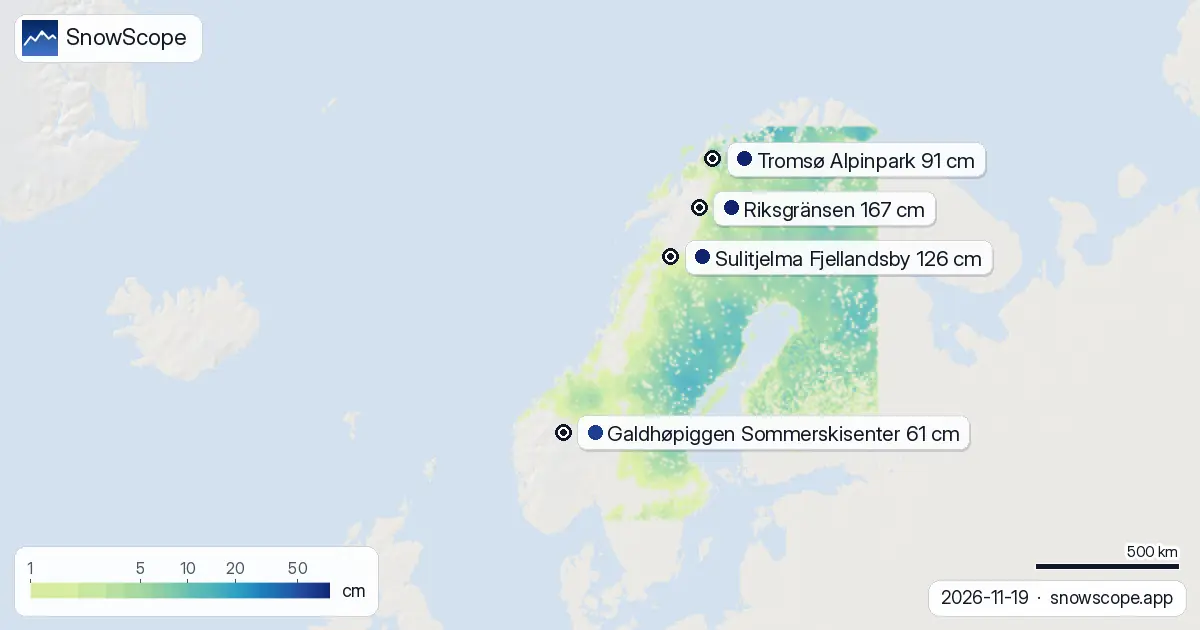 SnowScope
Tromsø Alpinpark 91 cm
Riksgränsen 167 cm
Sulitjelma Fjellandsby 126 cm
Galdhøpiggen Sommerskisenter 61 cm
1 5 10 20 50
cm
500 km
2026-11-19 · snowscope.app